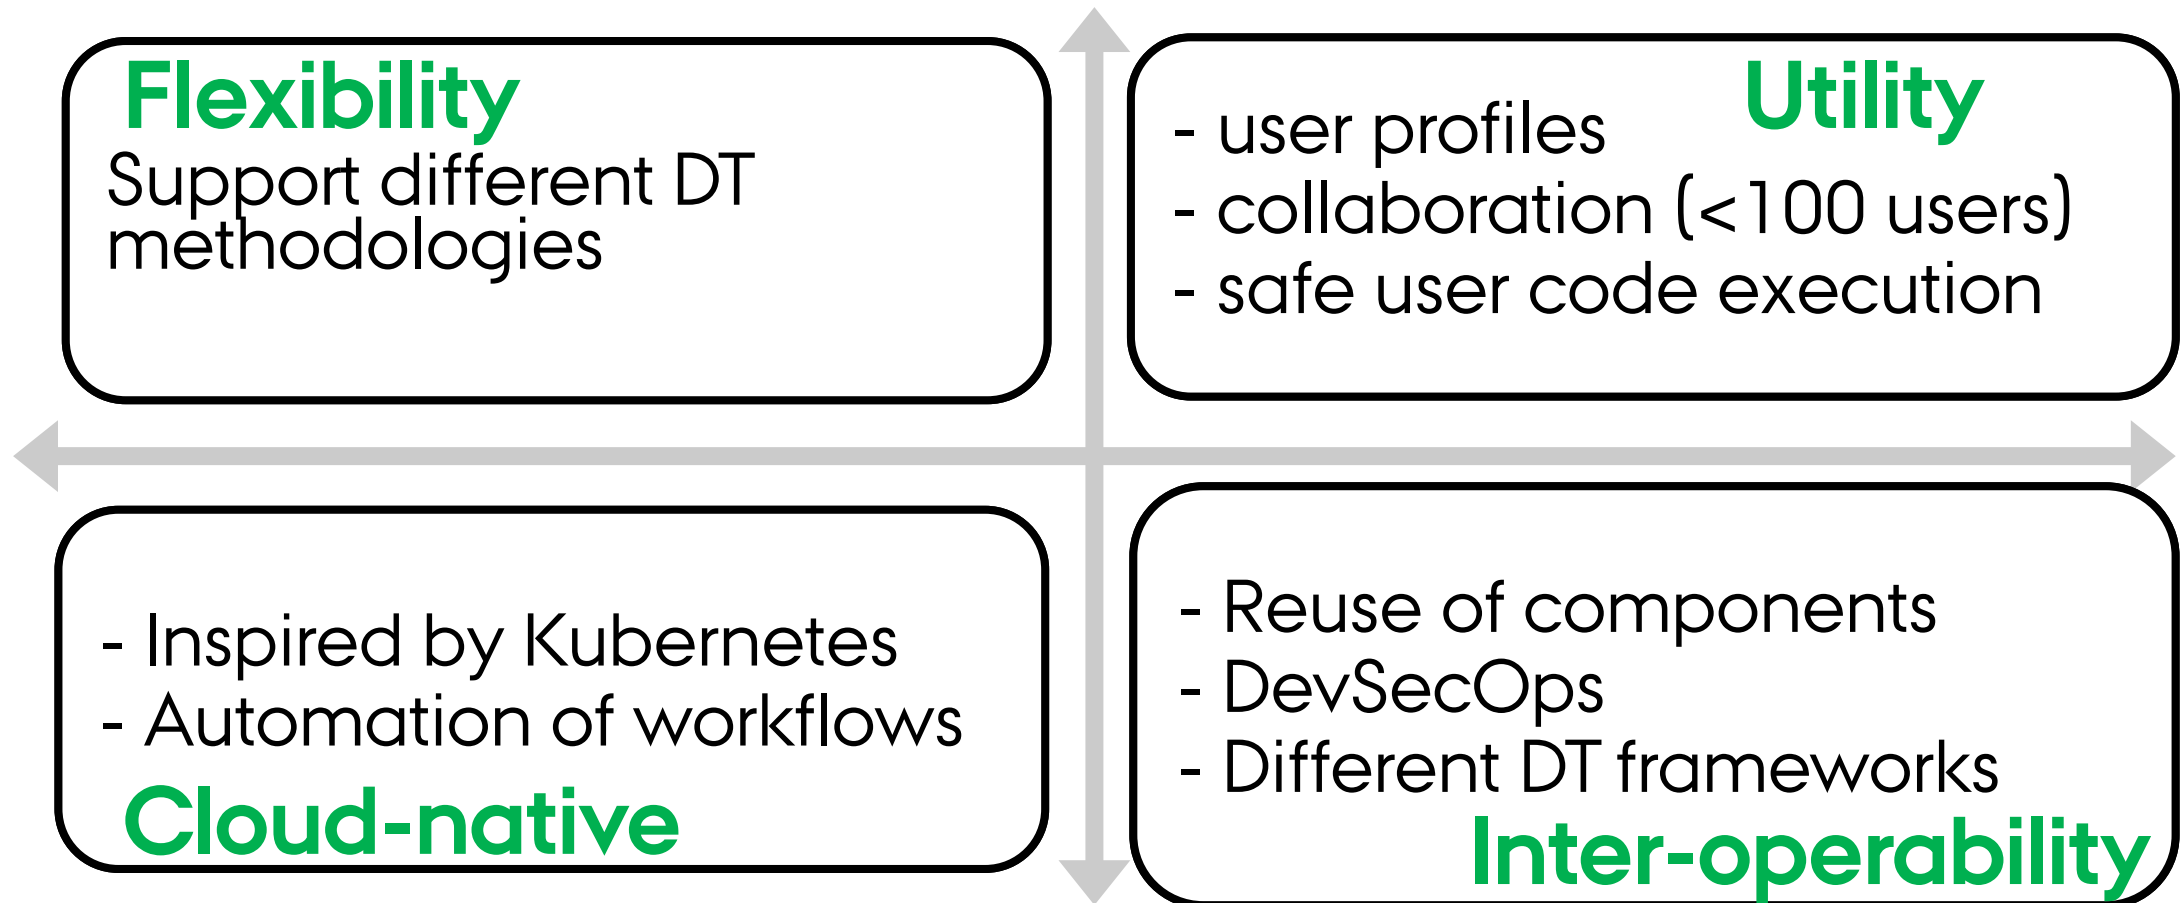 Flexibility
Support different DT
methodologies
Utility
- user profiles
- collaboration (<100 users)
- safe user code execution
- Inspired by Kubernetes
- Automation of workflows
Cloud-native
- Reuse of components
- DevSecOps
- Different DT frameworks
Inter-operability